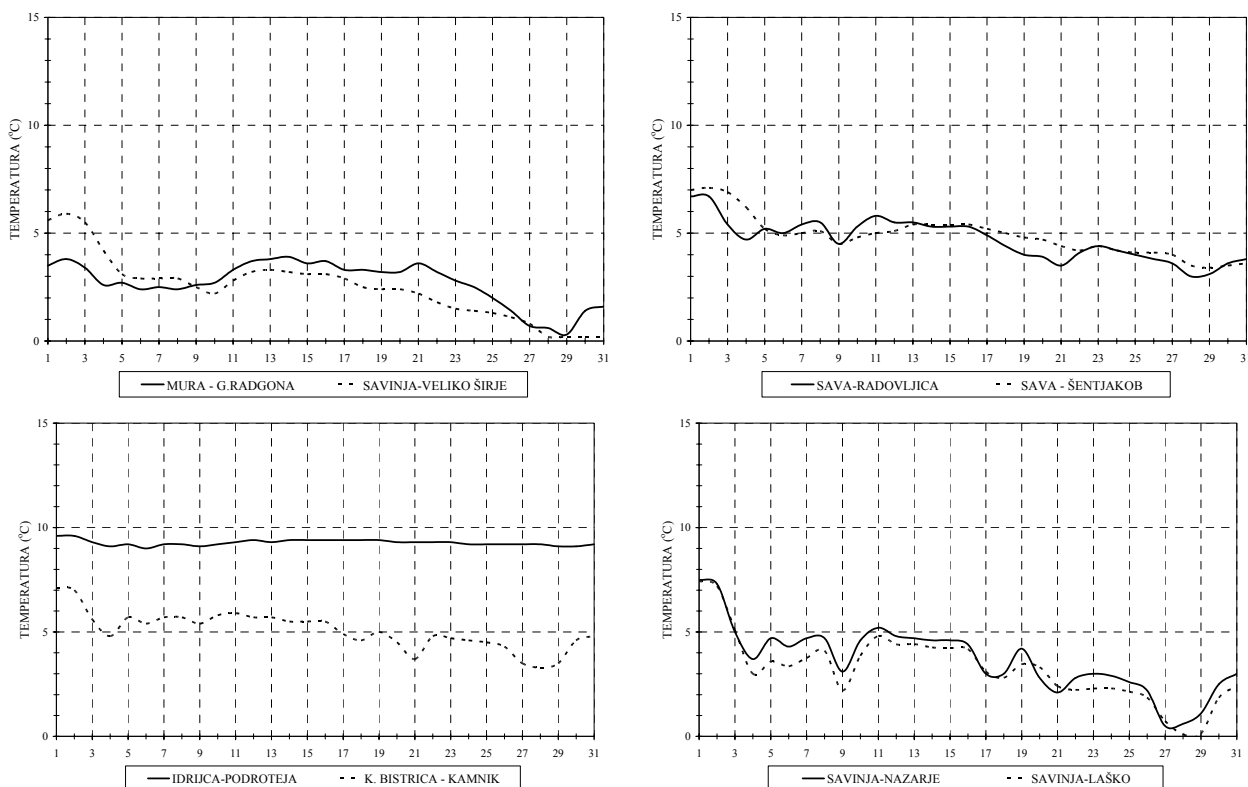 TEMPERATURA (°C)
15
10
5
0
1 3 5 7 9 11 13 15 17 19 21 23 25 27 29 31
MURA - G.RADGONA SAVINJA-VELIKO ŠIRJE
TEMPERATURA (°C)
15
10
5
0
1 3 5 7 9 11 13 15 17 19 21 23 25 27 29 31
SAVA-RADOVLJICA SAVA - ŠENTJAKOB
TEMPERATURA (°C)
15
10
5
0
1 3 5 7 9 11 13 15 17 19 21 23 25 27 29 31
IDRIJCA-PODROTEJA K. BISTRICA - KAMNIK
TEMPERATURA (°C)
15
10
5
0
1 3 5 7 9 11 13 15 17 19 21 23 25 27 29 31
SAVINJA-NAZARJE SAVINJA-LAŠKO